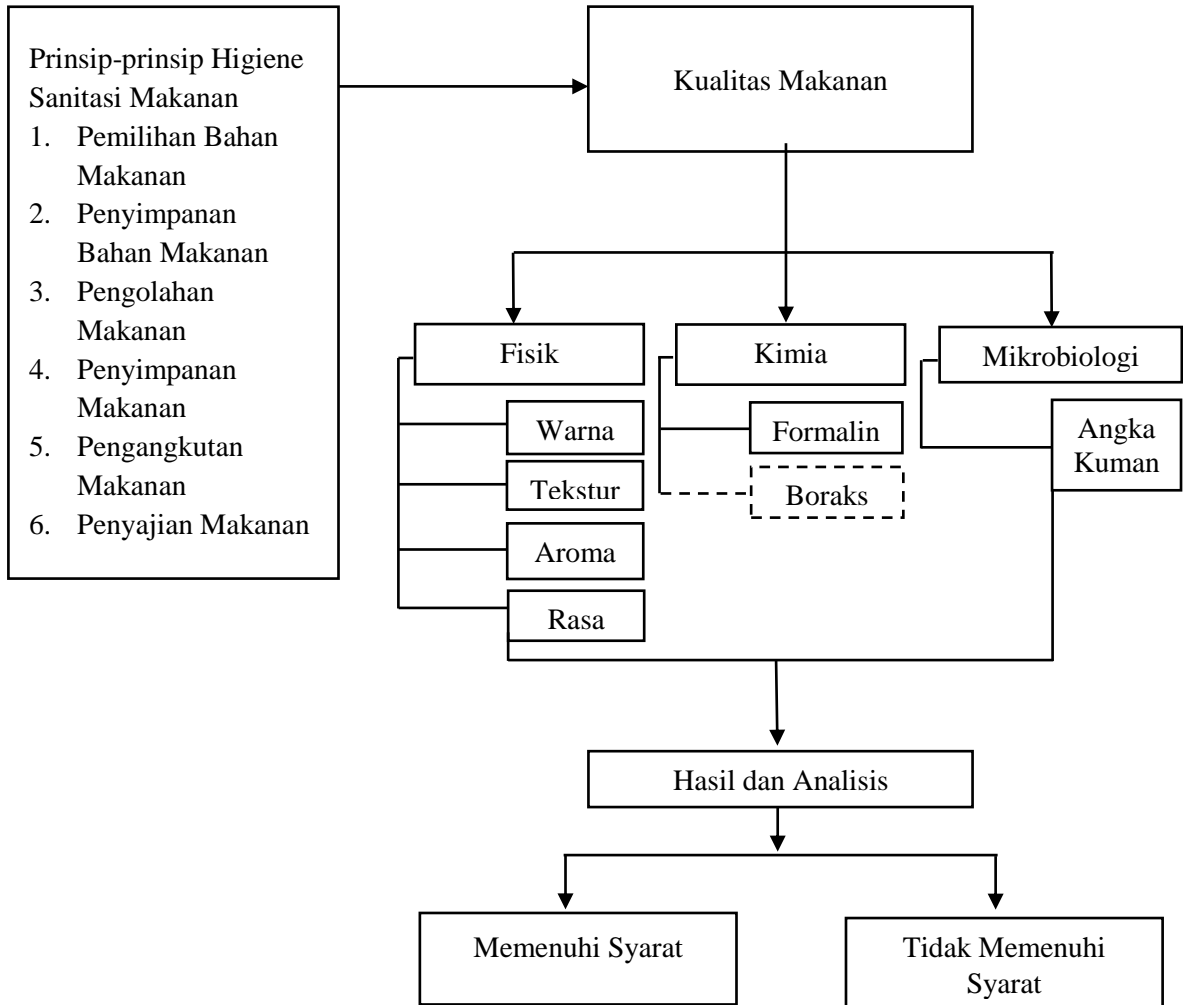 Prinsip-prinsip Higiene
Sanitasi Makanan
1. Pemilihan Bahan
Makanan
2. Penyimpanan
Bahan Makanan
3. Pengolahan
Makanan
4. Penyimpanan
Makanan
5. Pengangkutan
Makanan
6. Penyajian Makanan
Kualitas Makanan
Fisik
Warna
Tekstur
Aroma
Rasa
Kimia
Formalin
Boraks
Mikrobiologi
Angka
Kuman
Hasil dan Analisis
Memenuhi Syarat
Tidak Memenuhi
Syarat